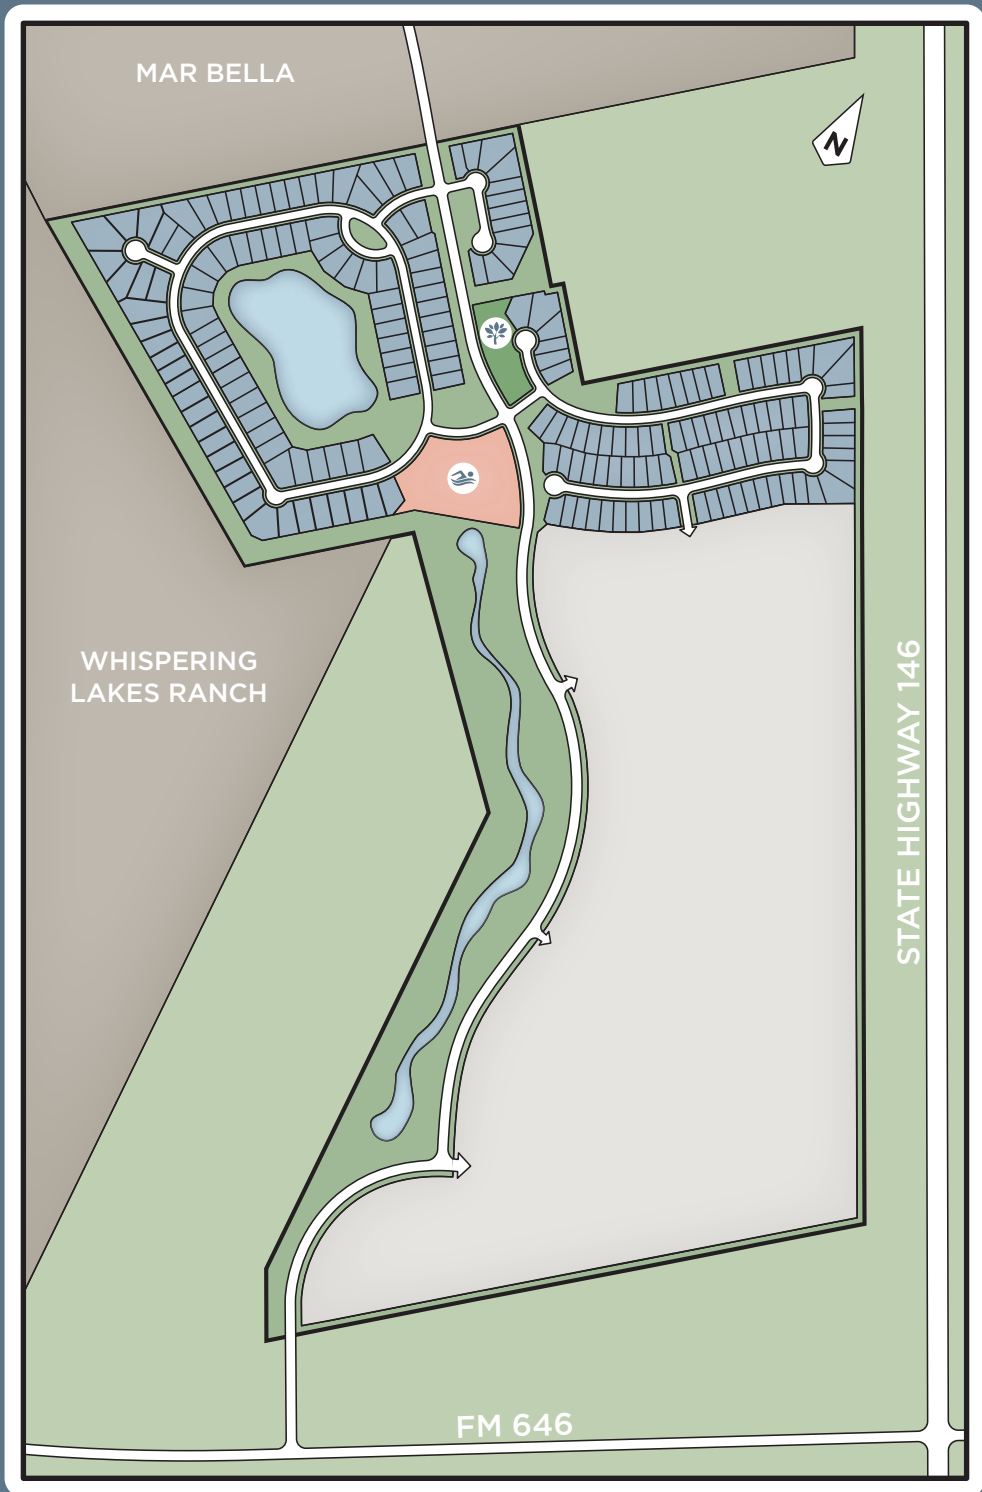 MAR BELLA
N
WHISPERING
LAKES RANCH
STATE HIGHWAY 146
FM 646